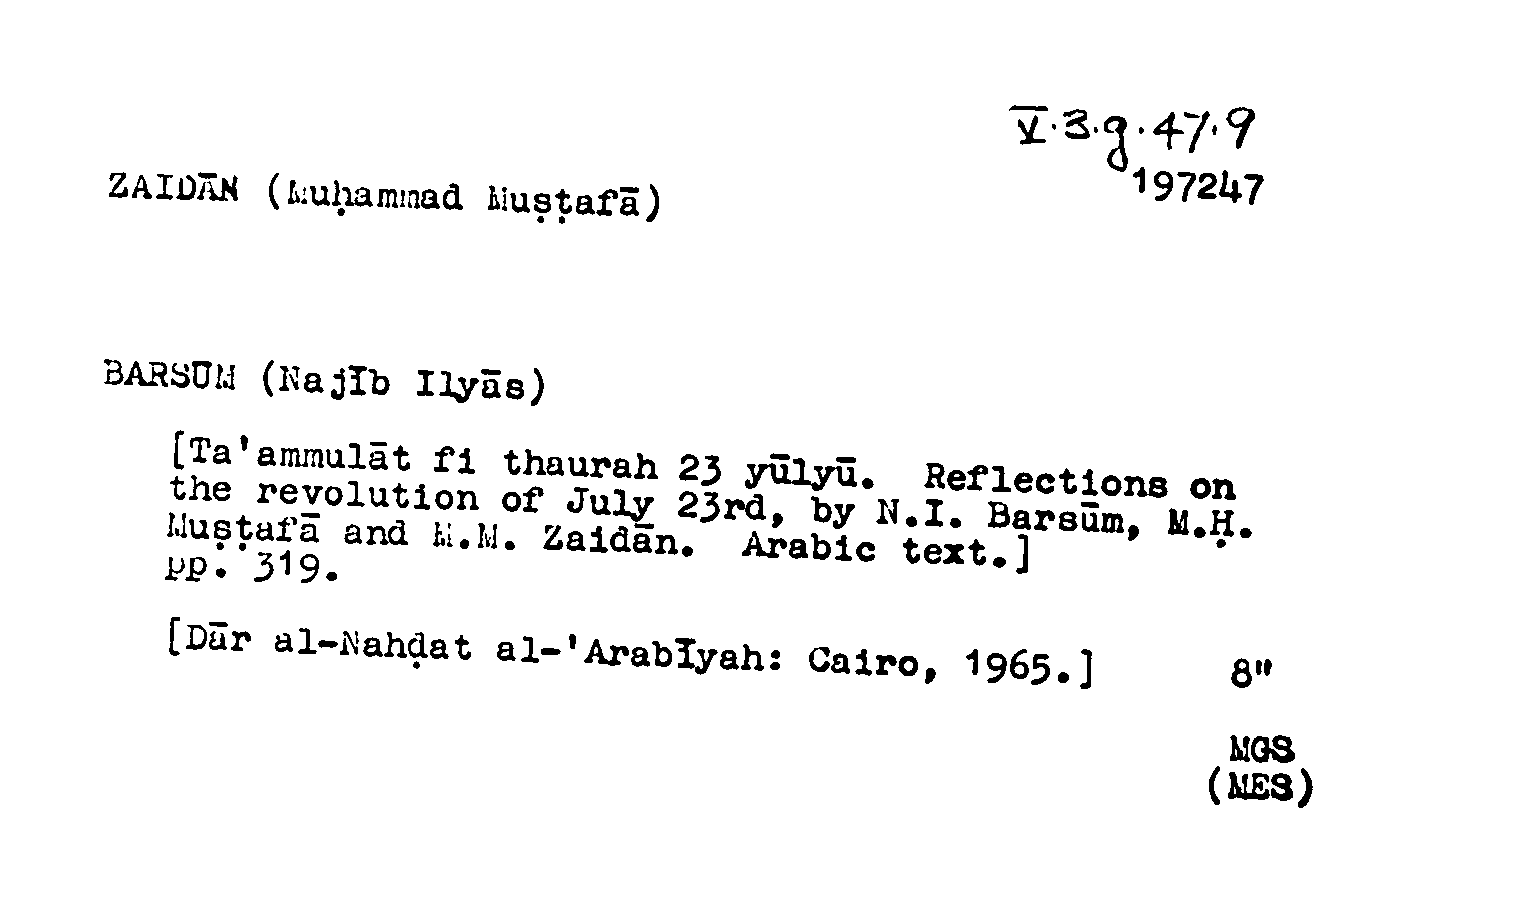 V.3.g.47.9
197247
ZAIDĀN (Muḥammad Muṣṭafā)
BARSŪM (Najīb Ilyās)
[Ta'ammulāt fi thaurah 23 yūlyū. Reflections on
the revolution of July 23rd, by N.I. Barsūm, M.Ḥ.
Muṣṭafā and M.M. Zaidān. Arabic text.]
pp. 319.
[Dār al-Nahḍat al-'Arabīyah: Cairo, 1965.] 8"
MGS
(MES)